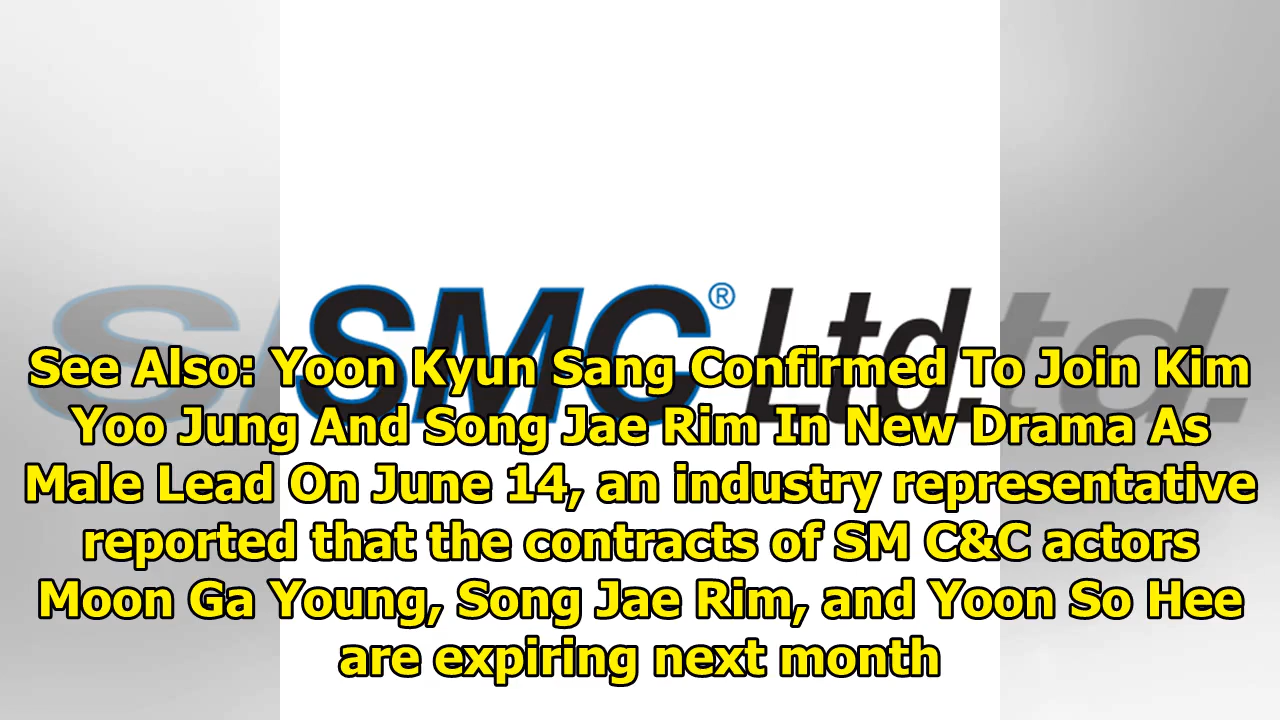 SMC® Ltd.
See Also: Yoon Kyun Sang Confirmed To Join Kim
Yoo Jung And Song Jae Rim In New Drama As
Male Lead On June 14, an industry representative
reported that the contracts of SM C&C actors
Moon Ga Young, Song Jae Rim, and Yoon So Hee
are expiring next month